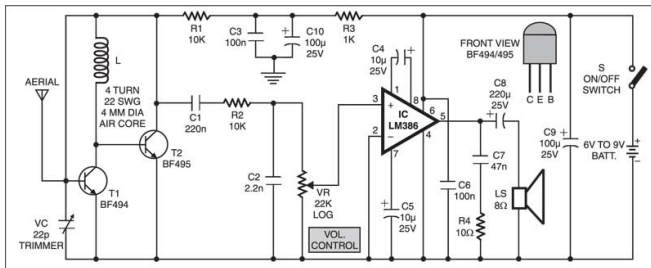 R1
10K
C3
100n
C10
100µ
25V
R3
1K
C4
10µ
25V
FRONT VIEW
BF494/495
C E B
S
ON/OFF
SWITCH
L
4 TURN
22 SWG
4 MM DIA
AIR CORE
AERIAL
C1
220n
R2
10K
T2
BF495
T1
BF494
VC
22p
TRIMMER
C2
2.2n
VR
22K
LOG
VOL.
CONTROL
IC
LM386
1
8
3
+
2
−
6
5
4
7
C5
10µ
25V
C6
100n
C7
47n
R4
10Ω
C8
220µ
25V
LS
8Ω
C9
100µ
25V
6V TO 9V
BATT.